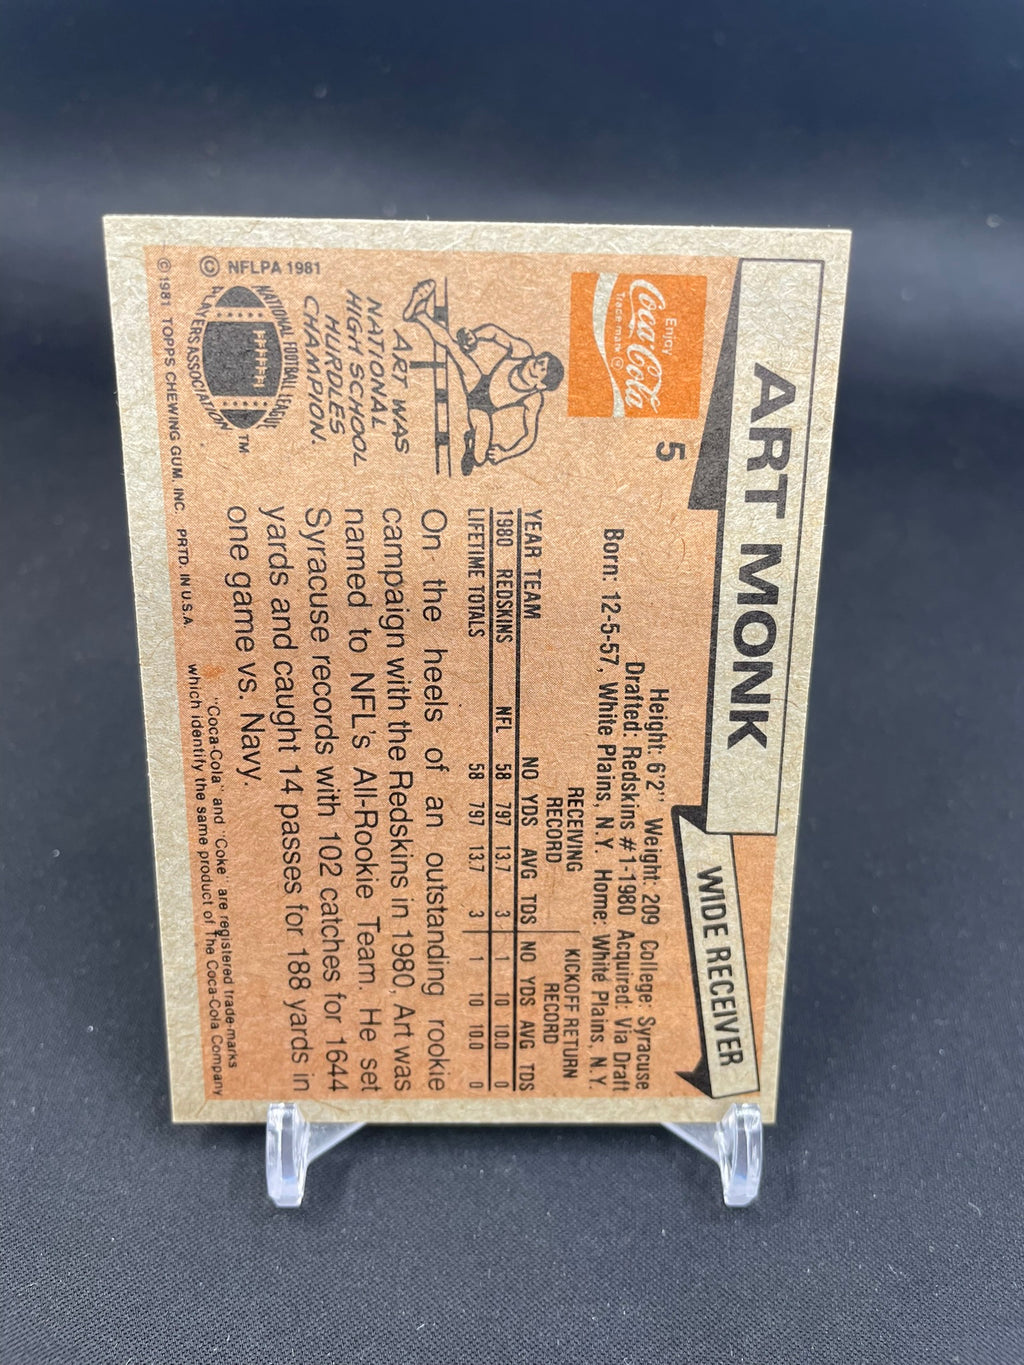 ART MONK
WIDE RECEIVER
Enjoy
Coca-Cola
Trade-mark ®
5
Height: 6'2" Weight: 209 College: Syracuse
Drafted: Redskins #1-1980 Acquired: Via Draft
Born: 12-5-57, White Plains, N.Y. Home: White Plains, N.Y.
RECEIVING RECORD KICKOFF RETURN RECORD
YEAR TEAM NO YDS AVG TDS NO YDS AVG TDS
1980 REDSKINS NFL 58 797 13.7 3 1 10 10.0 0
LIFETIME TOTALS 58 797 13.7 3 1 10 10.0 0
ART WAS
NATIONAL
HIGH SCHOOL
HURDLES
CHAMPION.
On the heels of an outstanding rookie
campaign with the Redskins in 1980, Art was
named to NFL's All-Rookie Team. He set
Syracuse records with 102 catches for 1644
yards and caught 14 passes for 188 yards in
one game vs. Navy.
© NFLPA 1981
NATIONAL FOOTBALL LEAGUE
PLAYERS ASSOCIATION
TM
"Coca-Cola" and "Coke" are registered trade-marks
which identify the same product of The Coca-Cola Company
© 1981 TOPPS CHEWING GUM, INC. PRTD. IN U.S.A.